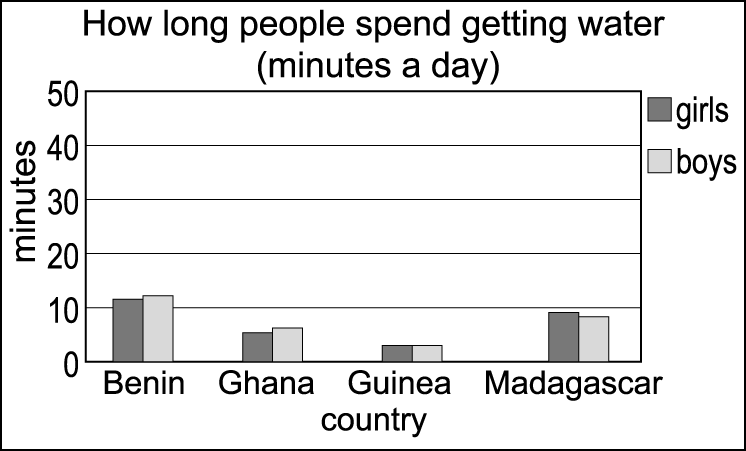 How long people spend getting water
(minutes a day)
50
40
30
20
10
0
minutes
girls
boys
Benin Ghana Guinea Madagascar
country